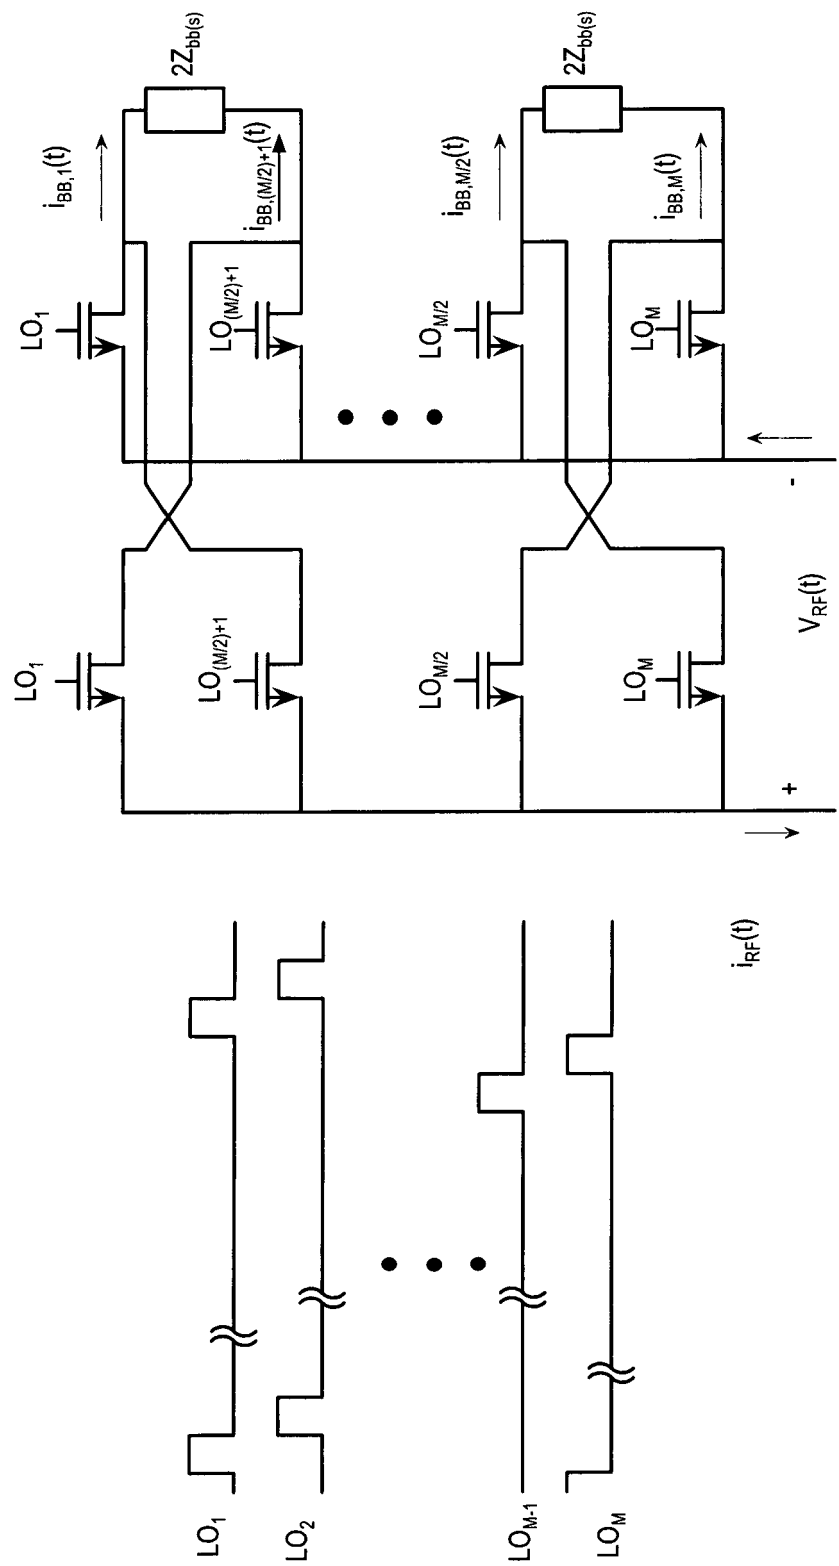 LO1
LO2
LOM-1
LOM
iRF(t)
+
VRF(t)
-
LO1
LO(M/2)+1
LOM/2
LOM
LO1
LO(M/2)+1
LOM/2
LOM
iBB,1(t)
iBB,(M/2)+1(t)
iBB,M/2(t)
iBB,M(t)
2Zbb(s)
2Zbb(s)